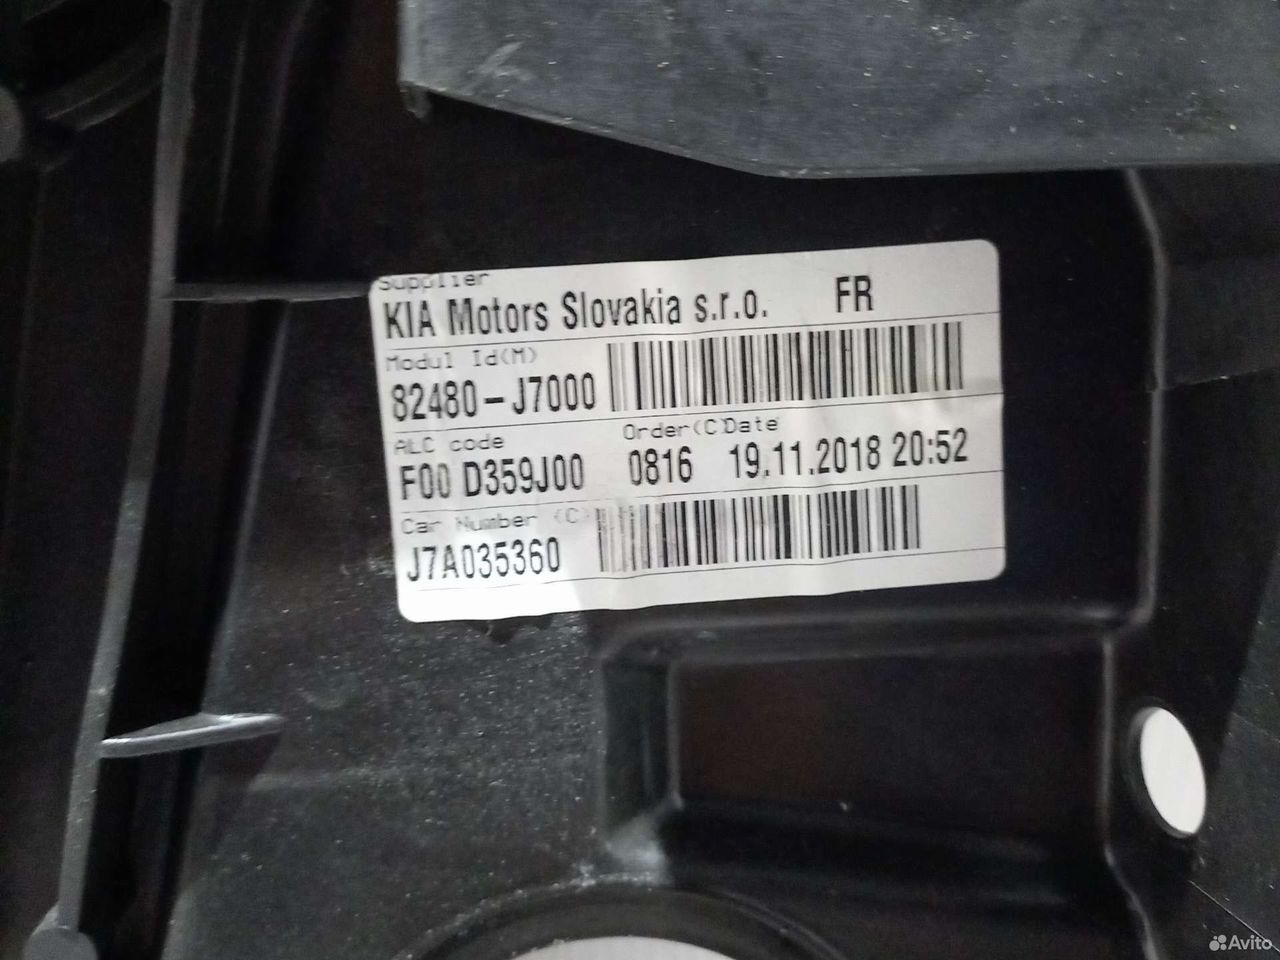 Supplier
KIA Motors Slovakia s.r.o. FR
Modul Id(M)
82480-J7000
ALC code Order(C)Date
F00 D359J00 0816 19.11.2018 20:52
Car Number (C)
J7A035360
Avito